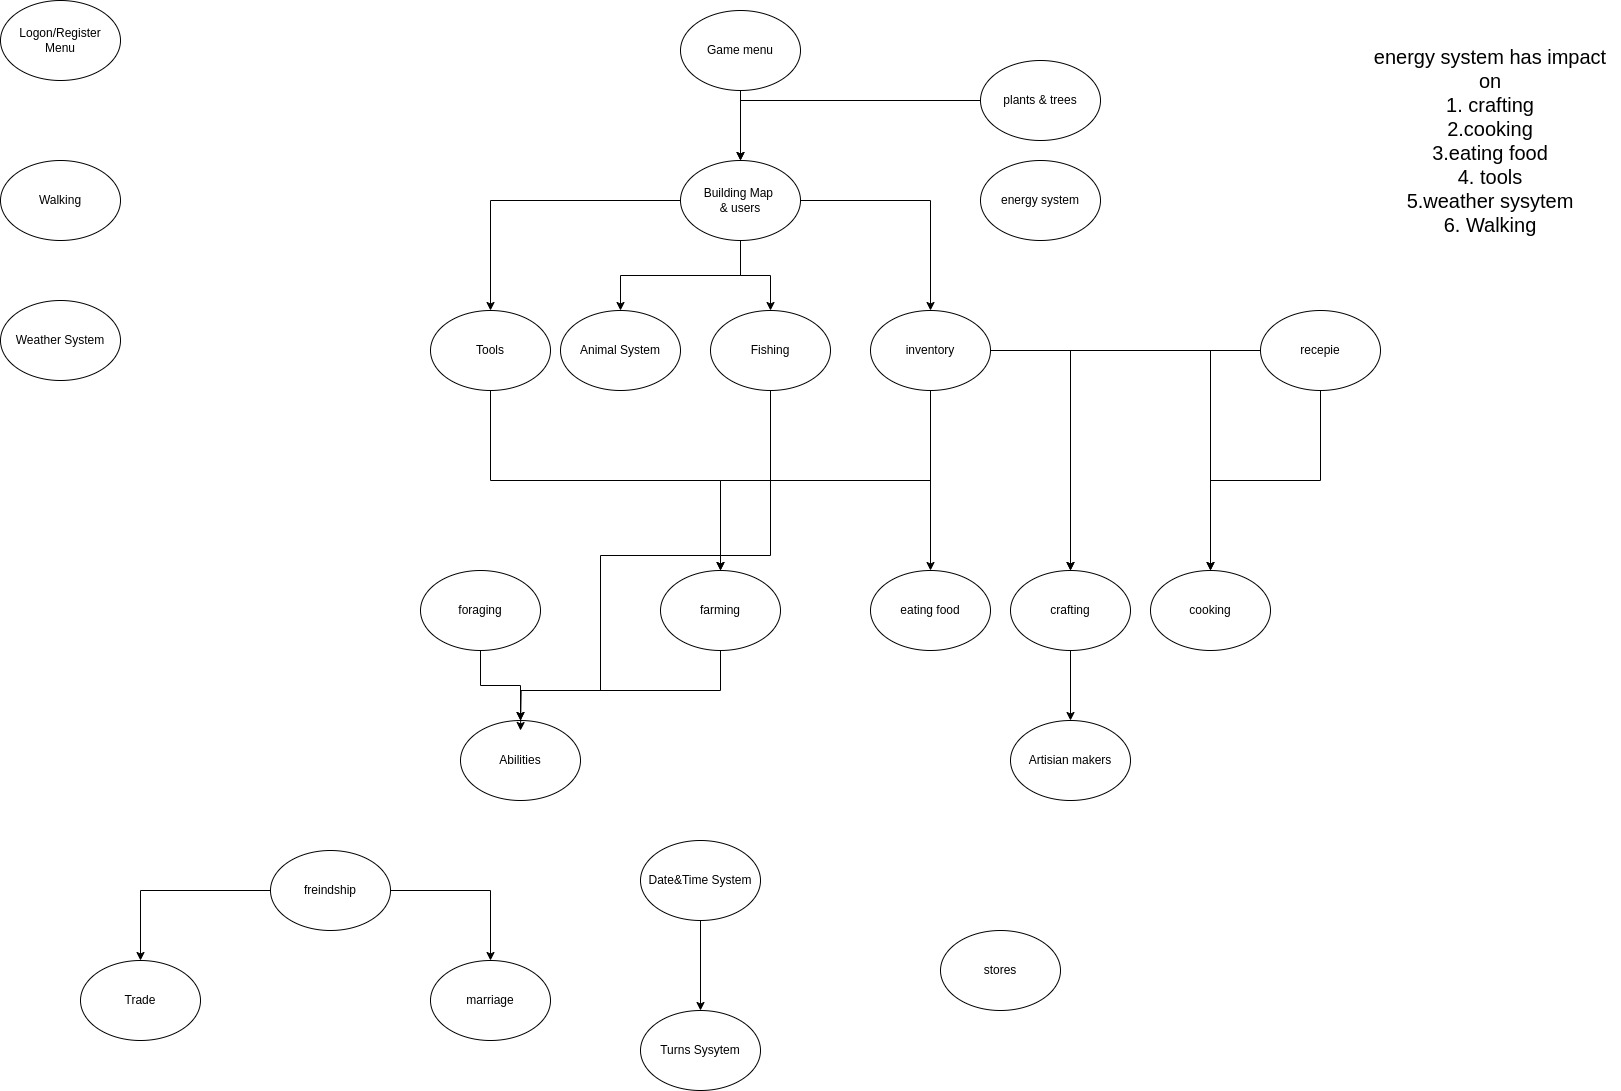 Logon/Register
Menu
Game menu
plants & trees
energy system has impact
on
1. crafting
2.cooking
3.eating food
4. tools
5.weather sysytem
6. Walking
Walking
Building Map
& users
energy system
Weather System
Tools
Animal System
Fishing
inventory
recepie
foraging
farming
eating food
crafting
cooking
Abilities
Artisian makers
freindship
Date&Time System
Trade
marriage
stores
Turns Sysytem